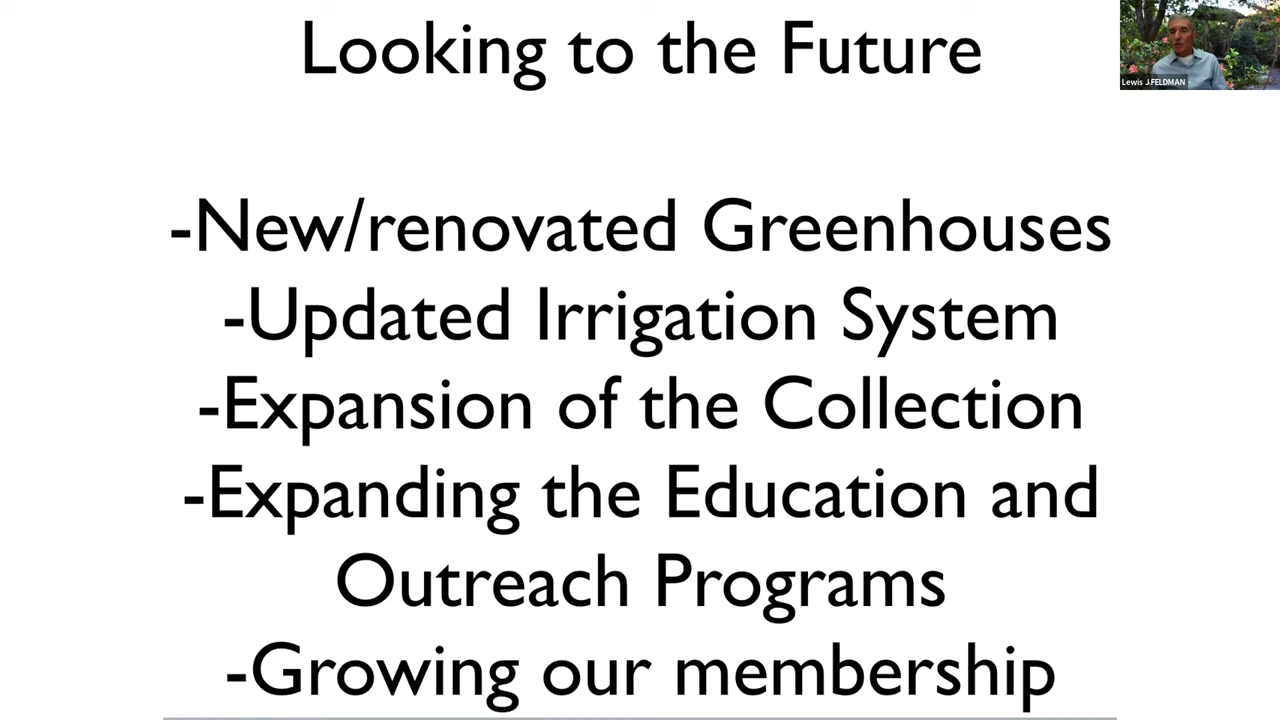 Looking to the Future
Lewis J FELDMAN
-New/renovated Greenhouses
-Updated Irrigation System
-Expansion of the Collection
-Expanding the Education and
Outreach Programs
-Growing our membership